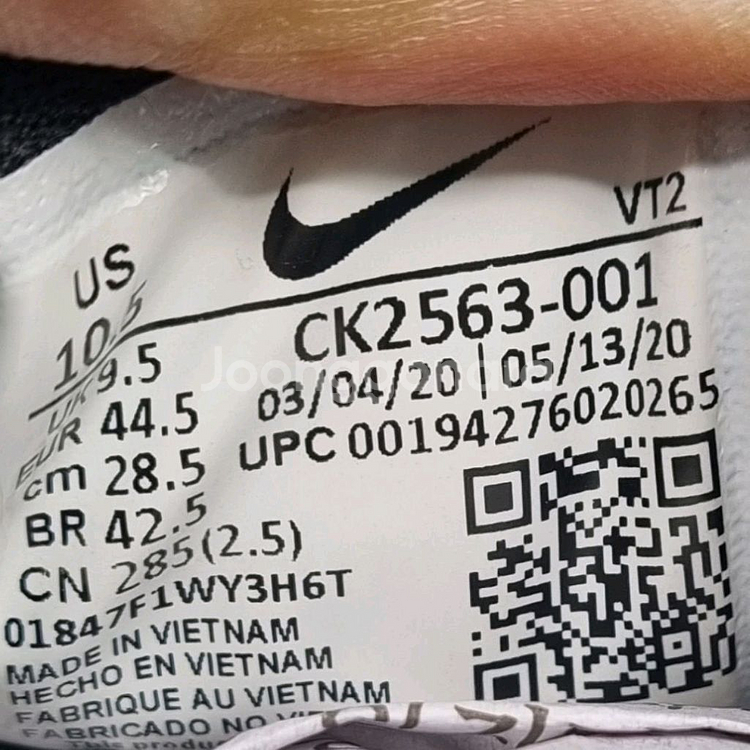 VT2
US 10.5
UK 9.5
EUR 44.5
cm 28.5
BR 42.5
CN 285(2.5)
CK2563-001
03/04/20 | 05/13/20
UPC 00194276020265
01847F1WY3H6T
MADE IN VIETNAM
HECHO EN VIETNAM
FABRIQUE AU VIETNAM
FABRICADO NO
This